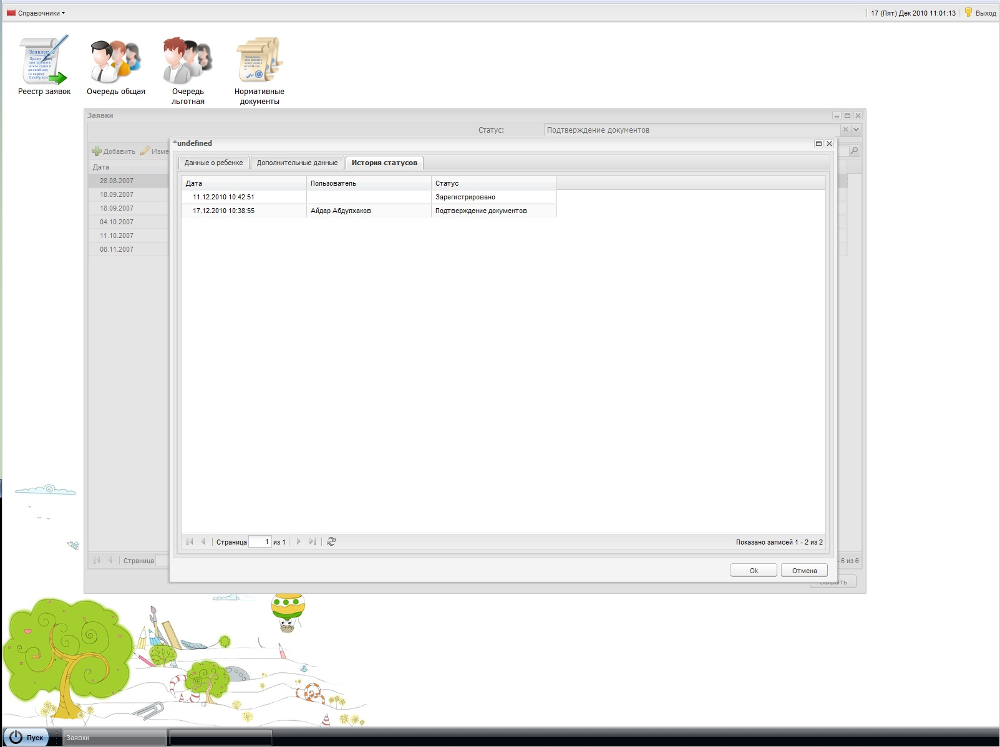 Справочники
17 (Пят) Дек 2010 11:01:13
Выход
Реестр заявок
Очередь общая
Очередь льготная
Нормативные документы
Заявки
Статус:
Подтверждение документов
Добавить
Изме
Дата
28.08.2007
18.09.2007
18.09.2007
04.10.2007
11.10.2007
08.11.2007
Страница
- 6 из 6
Закрыть
*undefined
Данные о ребенке
Дополнительные данные
История статусов
Дата Пользователь Статус
11.12.2010 10:42:51 Зарегистрировано
17.12.2010 10:38:55 Айдар Абдулхаков Подтверждение документов
Страница 1 из 1
Показано записей 1 - 2 из 2
Ok
Отмена
Пуск
Заявки